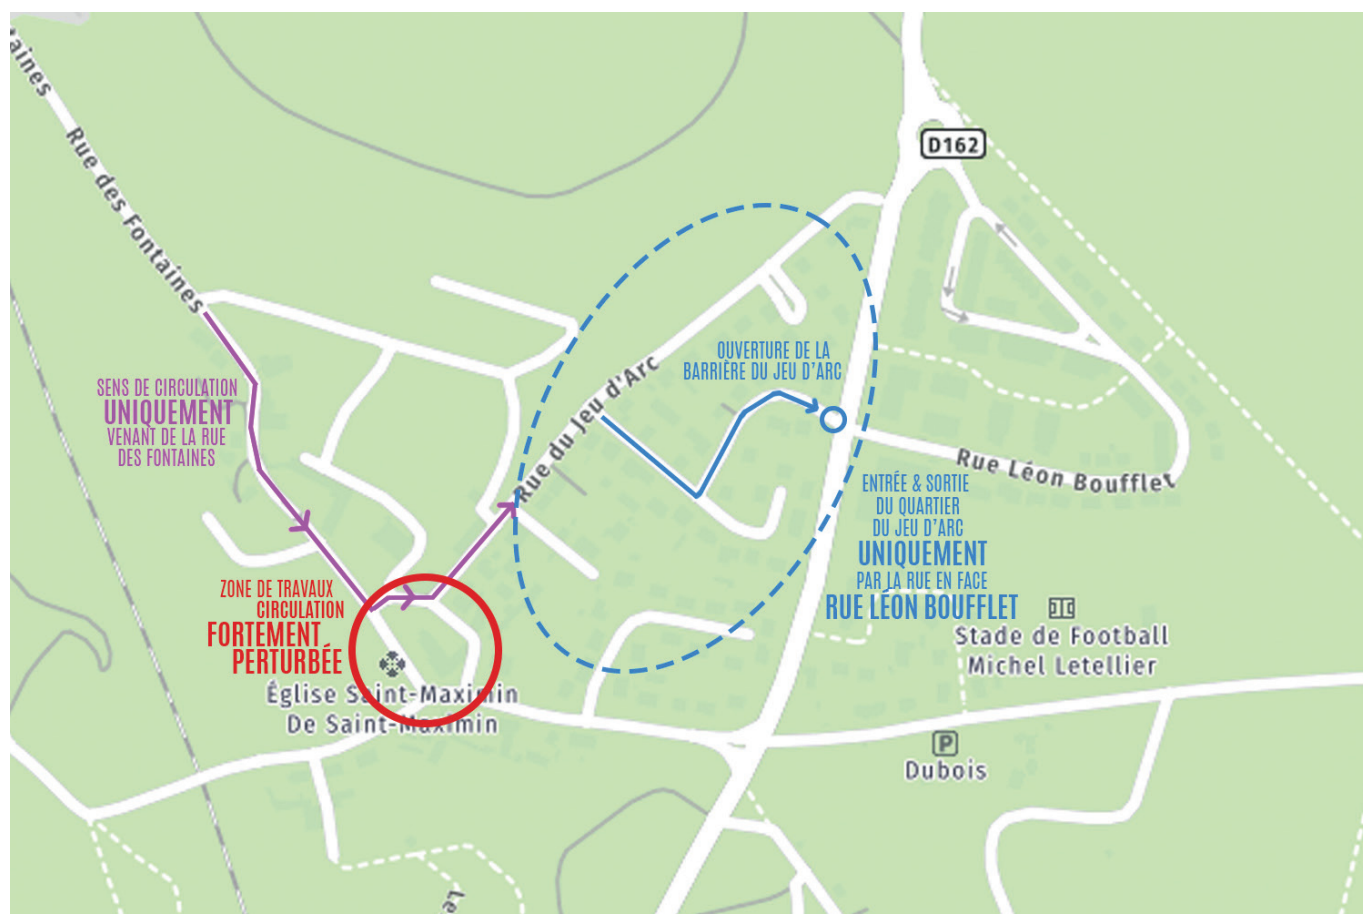 taines
Rue des Fontaines
D162
SENS DE CIRCULATION
UNIQUEMENT
VENANT DE LA RUE
DES FONTAINES
OUVERTURE DE LA
BARRIÈRE DU JEU D'ARC
Rue du Jeu d'Arc
Rue Léon Boufflet
ENTRÉE & SORTIE
DU QUARTIER
DU JEU D'ARC
UNIQUEMENT
PAR LA RUE EN FACE
RUE LÉON BOUFFLET
ZONE DE TRAVAUX
CIRCULATION
FORTEMENT
PERTURBÉE
Église Saint-Maximin
De Saint-Maximin
Stade de Football
Michel Letellier
P
Dubois
Le